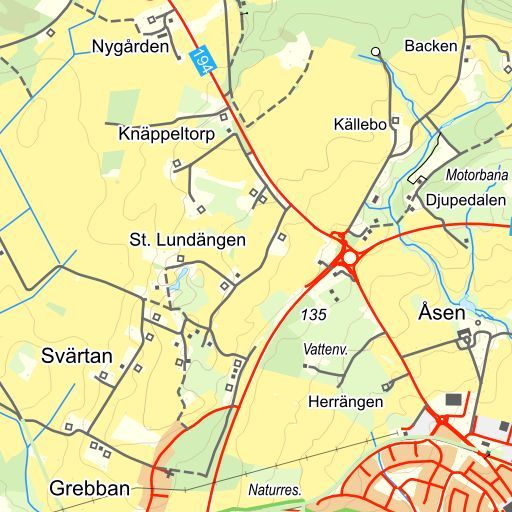 Nygården
194
Backen
Knäppeltorp
Källebo
Motorbana
Djupedalen
St. Lundängen
135
Åsen
Svärtan
Vattenv.
Herrängen
Grebban
Naturres.